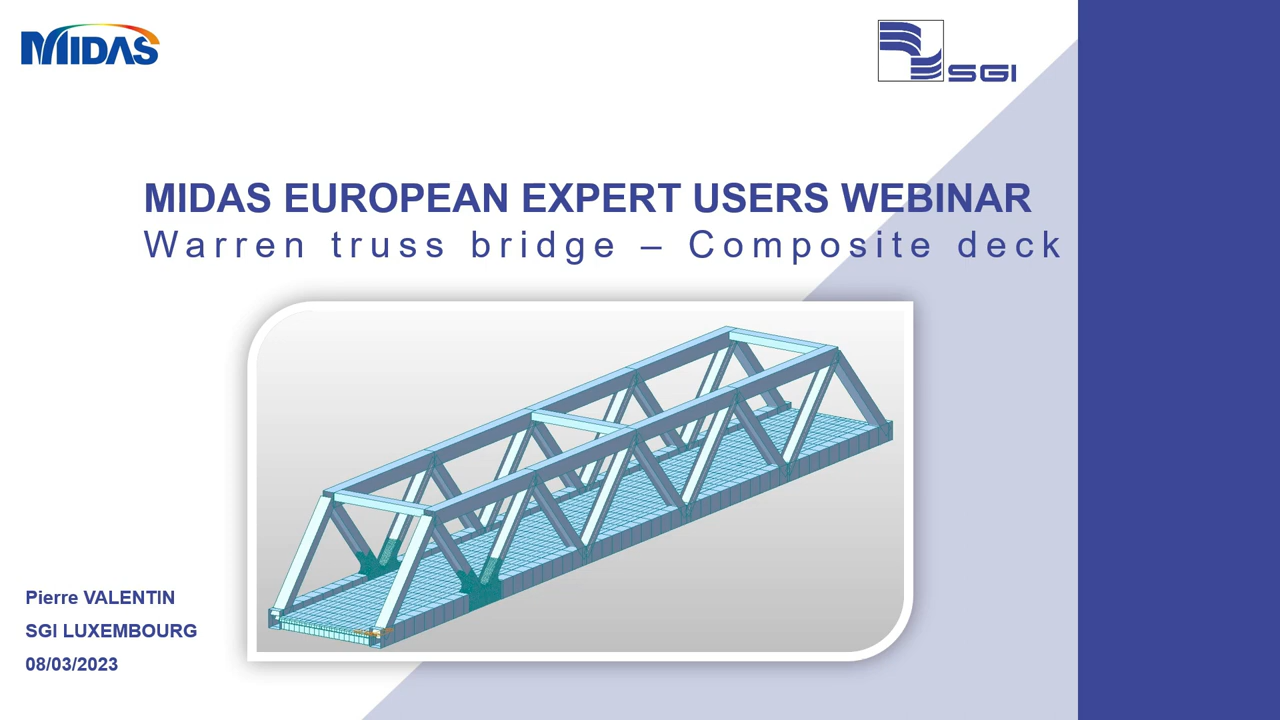 MIDAS
SGI
MIDAS EUROPEAN EXPERT USERS WEBINAR
Warren truss bridge – Composite deck
Pierre VALENTIN
SGI LUXEMBOURG
08/03/2023